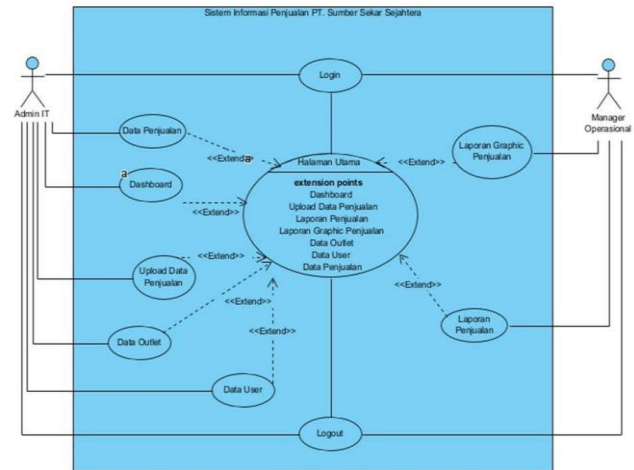 Sistem Informasi Penjualan PT. Sumber Sekar Sejahtera
Login
Admin IT
Manager
Operasional
Data Penjualan
<<Extend>>
a
Halaman Utama
<<Extend>>
Laporan Graphic
Penjualan
a
Dashboard
<<Extend>>
extension points
Dashboard
Upload Data Penjualan
Laporan Penjualan
Laporan Graphic Penjualan
Data Outlet
Data User
Data Penjualan
<<Extend>>
Upload Data
Penjualan
<<Extend>>
<<Extend>>
Laporan
Penjualan
Data Outlet
<<Extend>>
Data User
Logout